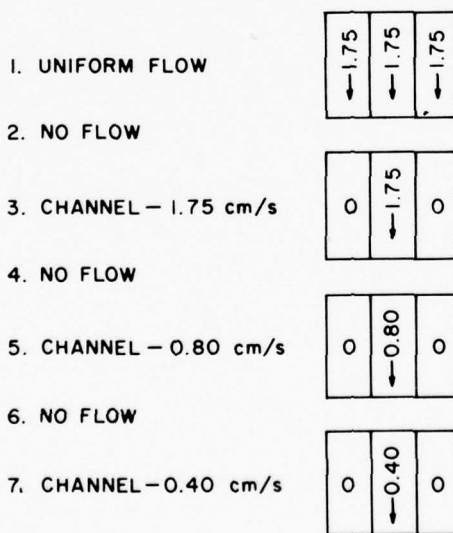 1. UNIFORM FLOW ←1.75 ←1.75 ←1.75
2. NO FLOW
3. CHANNEL — 1.75 cm/s 0 ←1.75 0
4. NO FLOW
5. CHANNEL — 0.80 cm/s 0 ←0.80 0
6. NO FLOW
7. CHANNEL — 0.40 cm/s 0 ←0.40 0